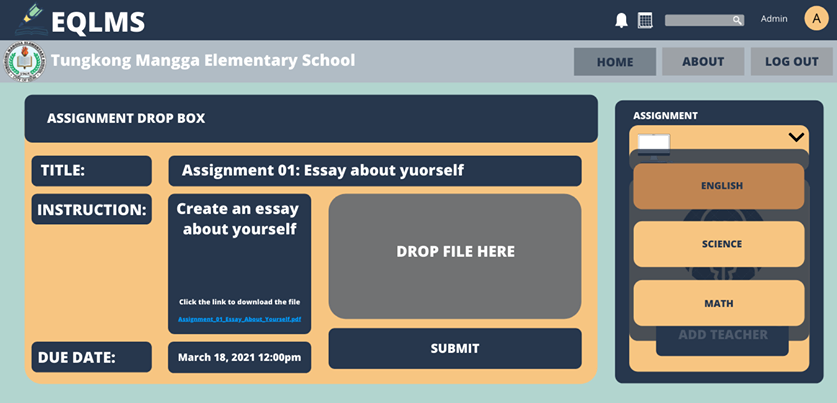 EQLMS
Admin
A
Tungkong Mangga Elementary School
HOME
ABOUT
LOG OUT
ASSIGNMENT DROP BOX
TITLE:
Assignment 01: Essay about yuorself
INSTRUCTION:
Create an essay
about yourself
Click the link to download the file
Assignment_01_Essay_About_Yourself.pdf
DROP FILE HERE
DUE DATE:
March 18, 2021 12:00pm
SUBMIT
ASSIGNMENT
ENGLISH
SCIENCE
MATH
ADD TEACHER